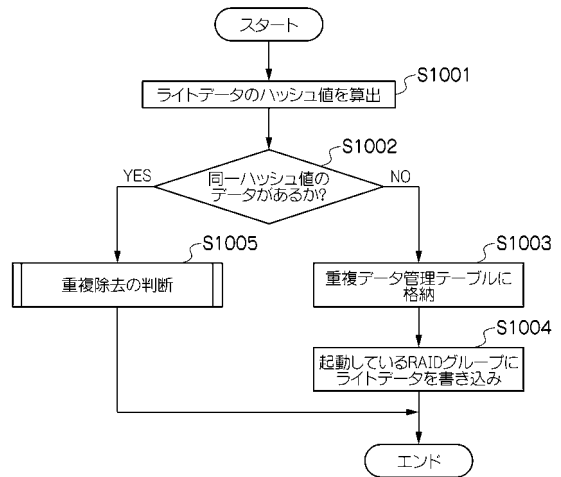 スタート
S1001
ライトデータのハッシュ値を算出
S1002
同一ハッシュ値の
データがあるか?
YES
NO
S1005
重複除去の判断
S1003
重複データ管理テーブルに
格納
S1004
起動しているRAIDグループに
ライトデータを書き込み
エンド